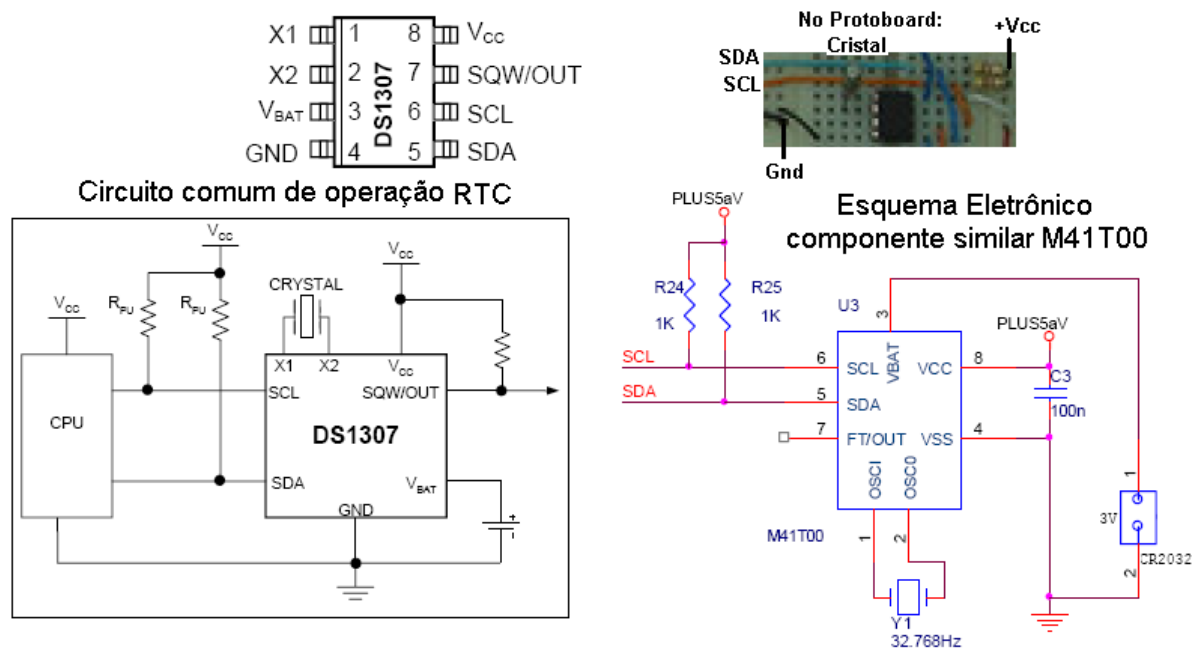 X1 1 8 VCC
X2 2 7 SQW/OUT
VBAT 3 6 SCL
GND 4 5 SDA
DS1307
No Protoboard:
Cristal
+Vcc
SDA
SCL
Gnd
Circuito comum de operação RTC
VCC
VCC
CRYSTAL
VCC
RPU
RPU
X1
X2
VCC
SCL
SQW/OUT
CPU
DS1307
SDA
VBAT
GND
+
-
Esquema Eletrônico
componente similar M41T00
PLUS5aV
R24
R25
1K
1K
U3
3
PLUS5aV
SCL
6
SCL
VBAT
VCC
8
C3
SDA
5
SDA
100n
7
FT/OUT
VSS
4
OSCI
OSC0
1
3V
M41T00
1
2
CR2032
2
Y1
32.768Hz